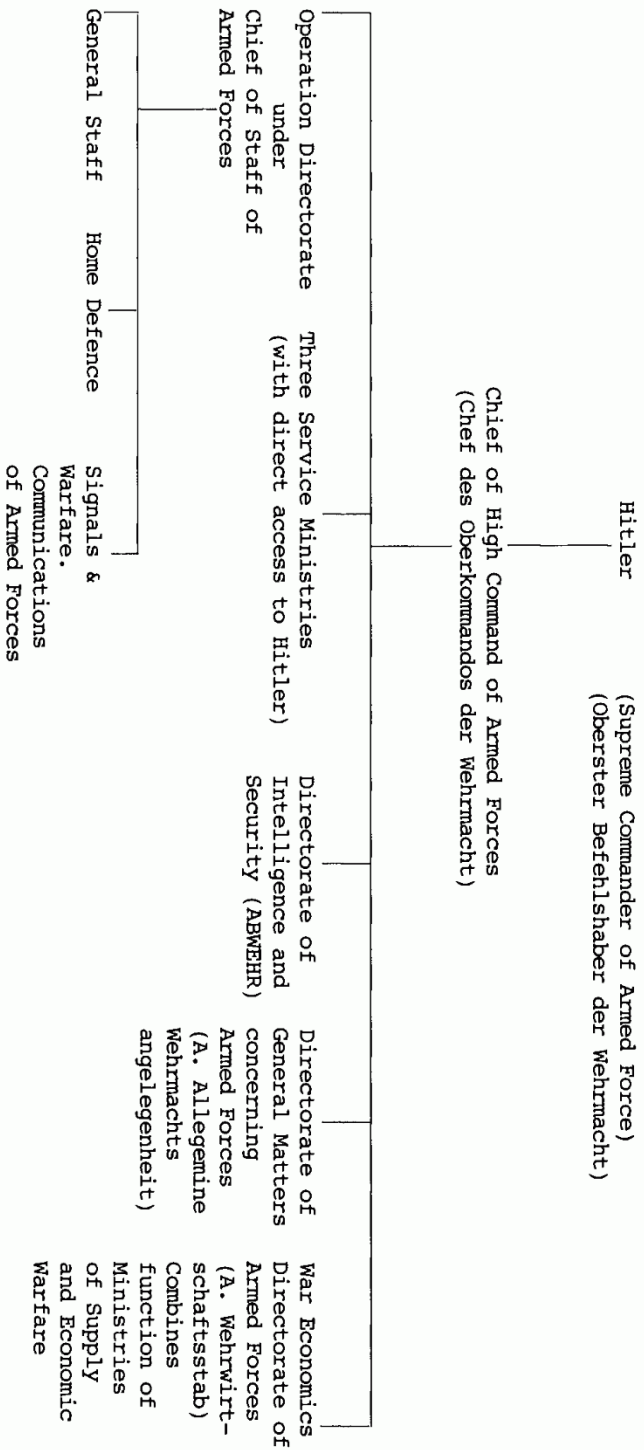 Hitler
(Supreme Commander of Armed Force)
(Oberster Befehlshaber der Wehrmacht)
Chief of High Command of Armed Forces
(Chef des Oberkommandos der Wehrmacht)
Operation Directorate
under
Chief of Staff of
Armed Forces
Three Service Ministries
(with direct access to Hitler)
Directorate of
Intelligence and
Security (ABWEHR)
Directorate of
General Matters
concerning
Armed Forces
(A. Allegemine
Wehrmachts
angelegenheit)
War Economics
Directorate of
Armed Forces
(A. Wehrwirt-
schaftsstab)
Combines
function of
Ministries
of Supply
and Economic
Warfare
General Staff
Home Defence
Signals &
Warfare.
Communications
of Armed Forces